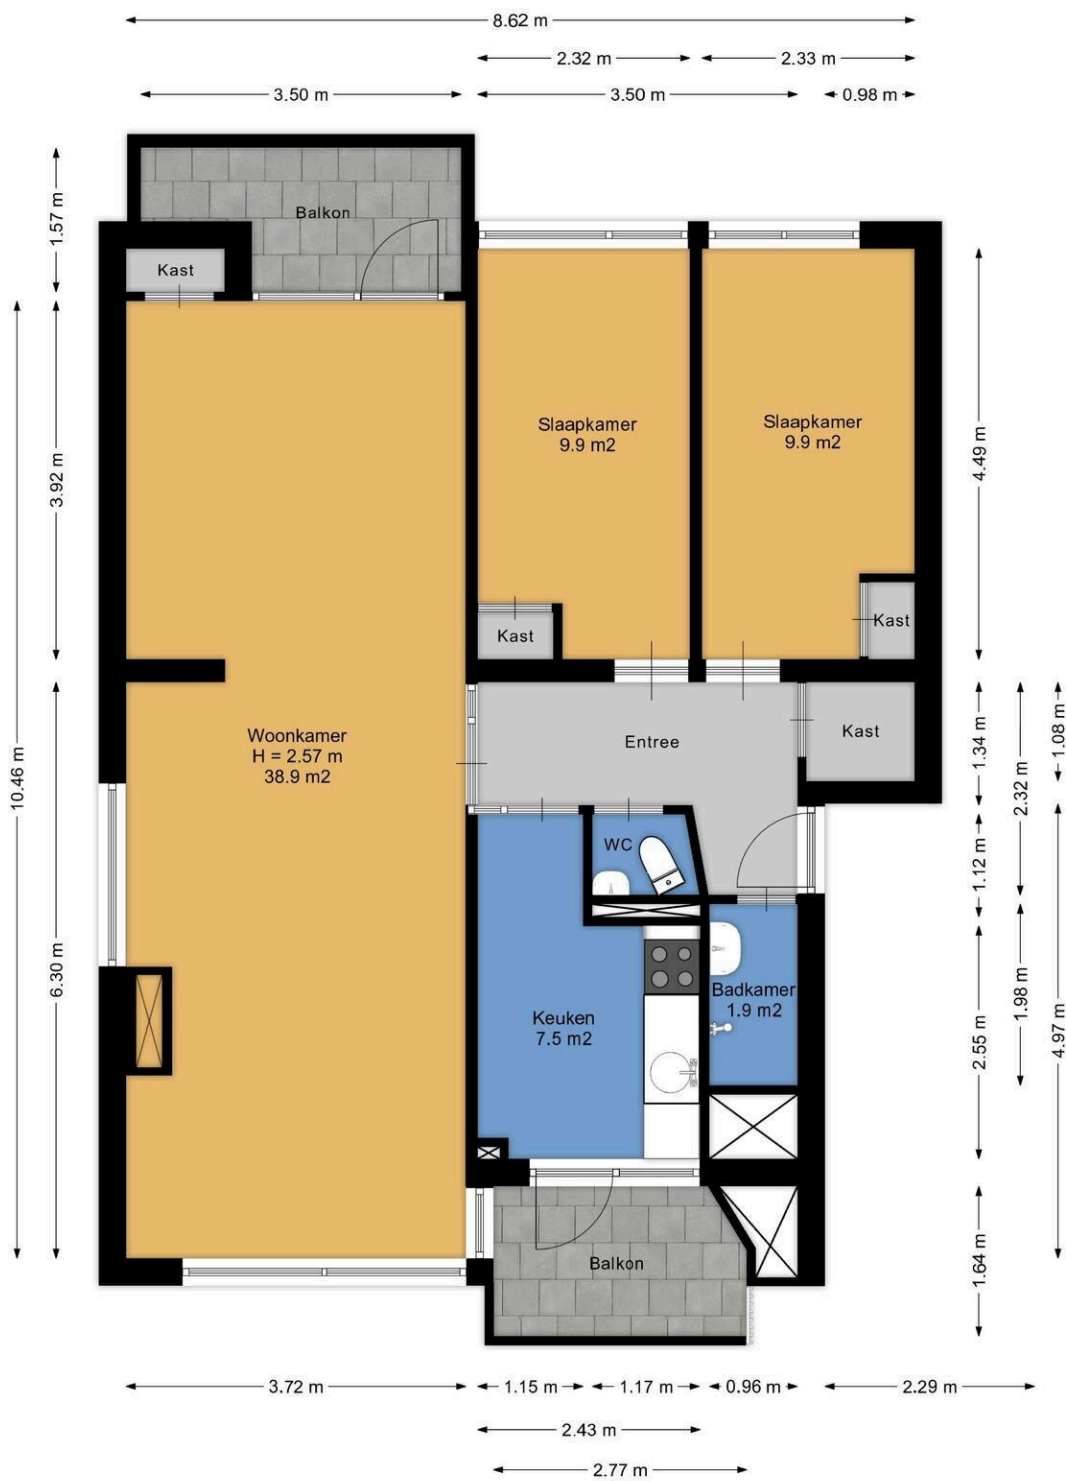 8.62 m
2.32 m
2.33 m
3.50 m
3.50 m
0.98 m
1.57 m
Balkon
Kast
Slaapkamer
9.9 m2
Slaapkamer
9.9 m2
3.92 m
4.49 m
Kast
Kast
10.46 m
Woonkamer
H = 2.57 m
38.9 m2
Entree
Kast
1.34 m
2.32 m
1.08 m
WC
1.12 m
6.30 m
Keuken
7.5 m2
Badkamer
1.9 m2
2.55 m
1.98 m
4.97 m
Balkon
1.64 m
3.72 m
1.15 m
1.17 m
0.96 m
2.29 m
2.43 m
2.77 m